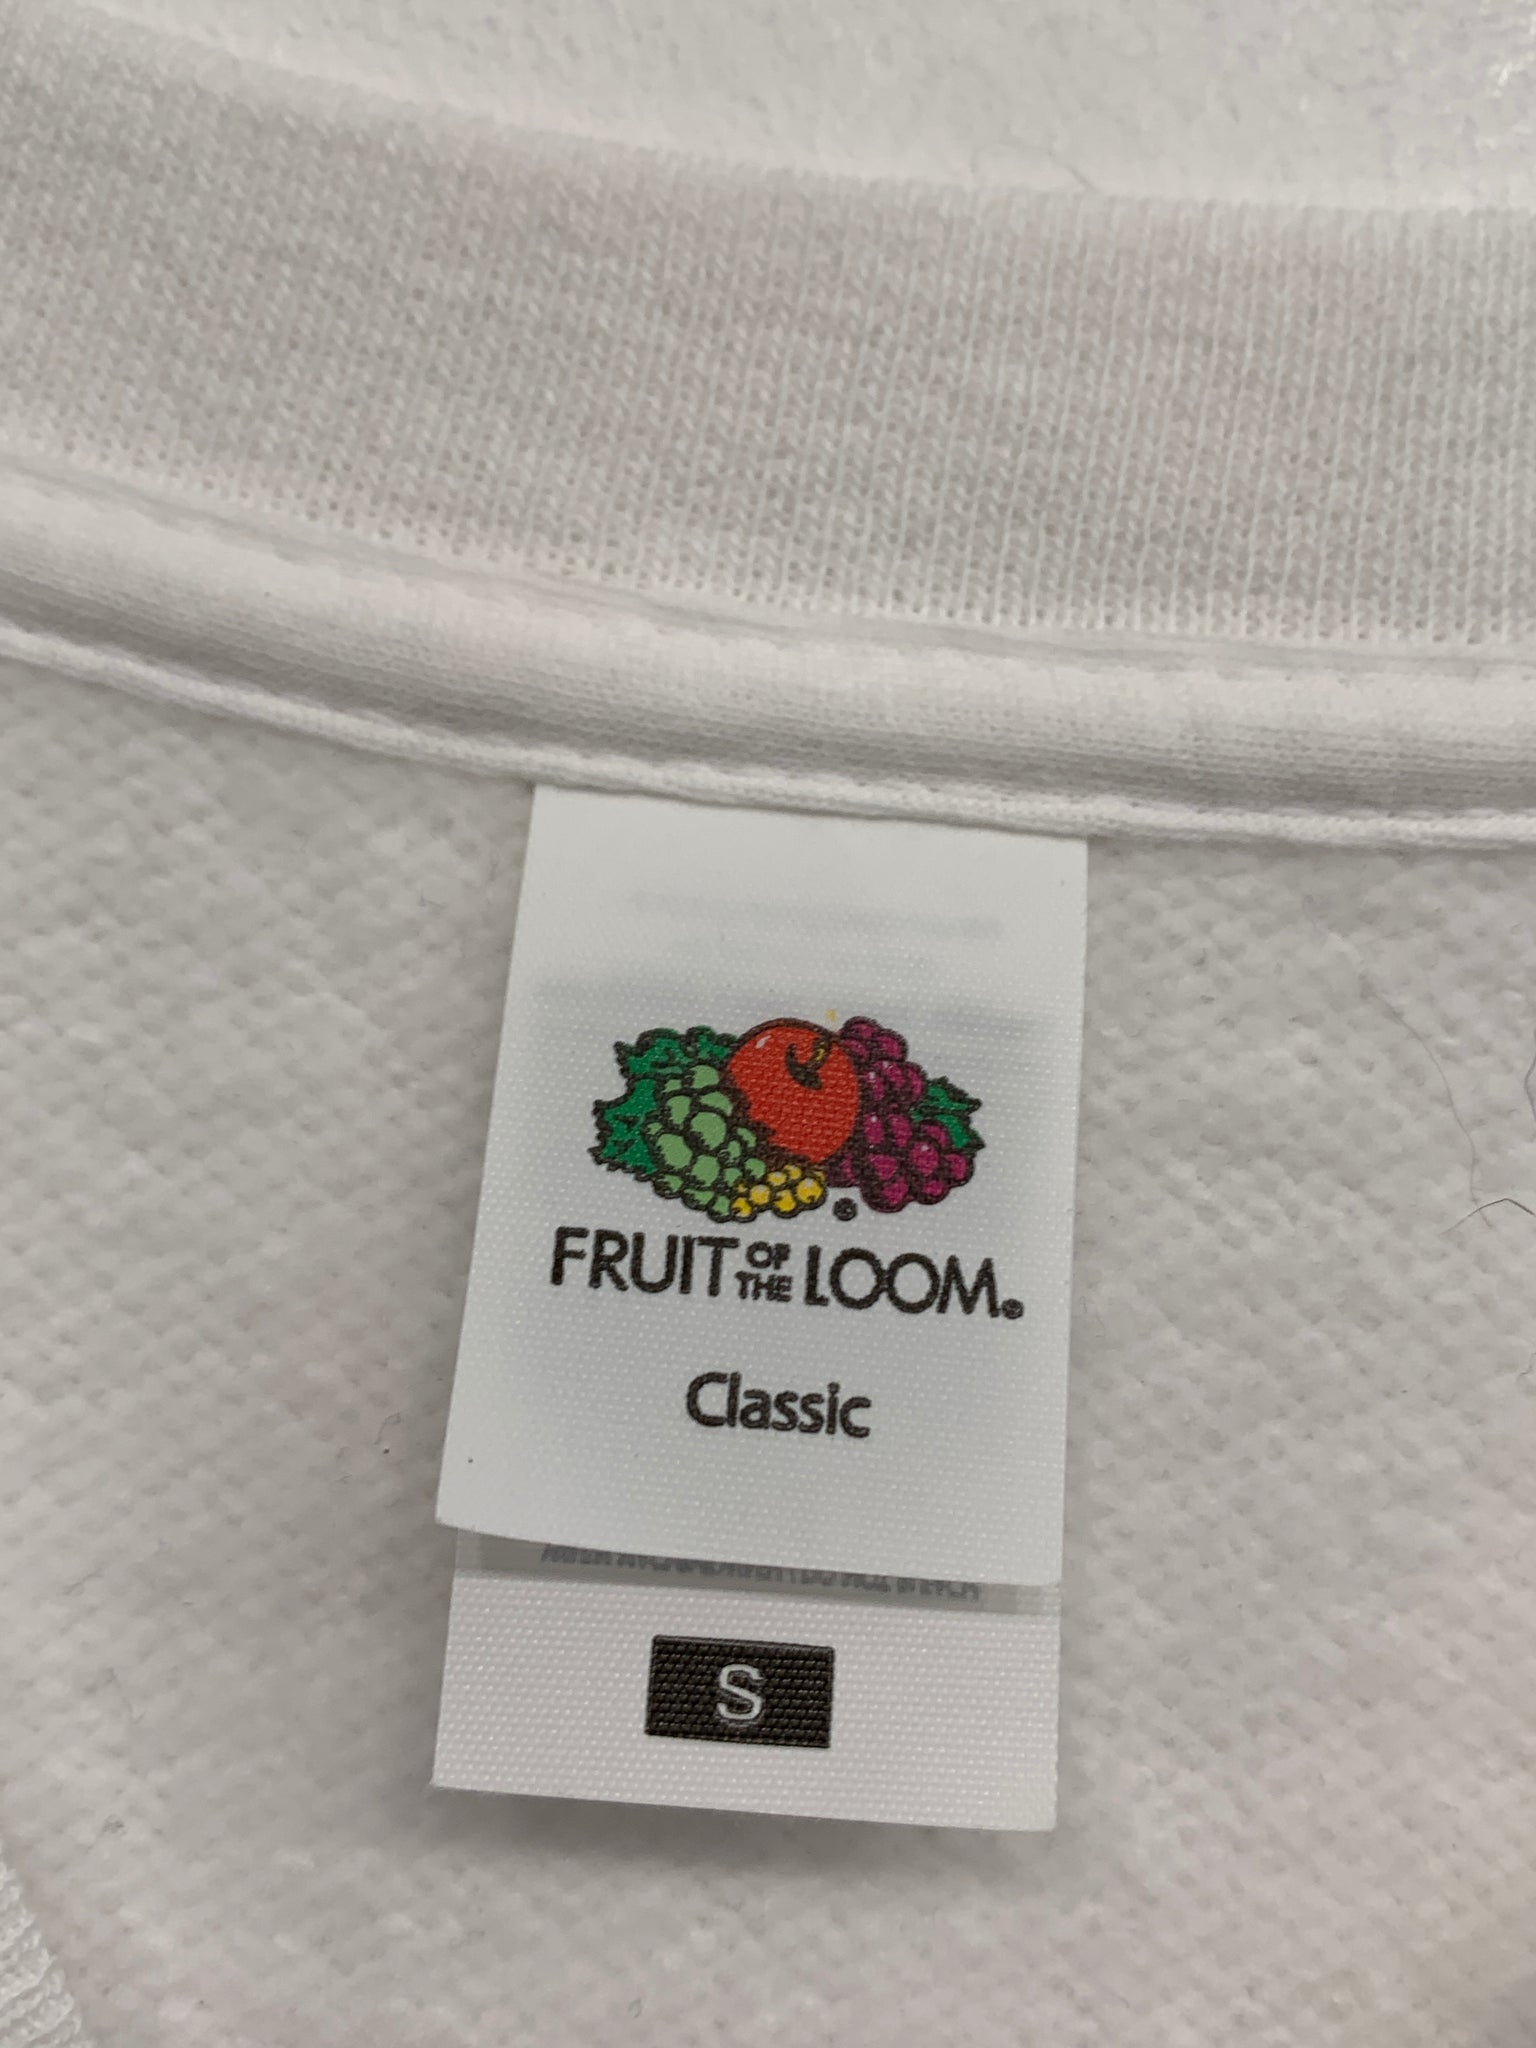 FRUIT OF THE LOOM®
Classic
S